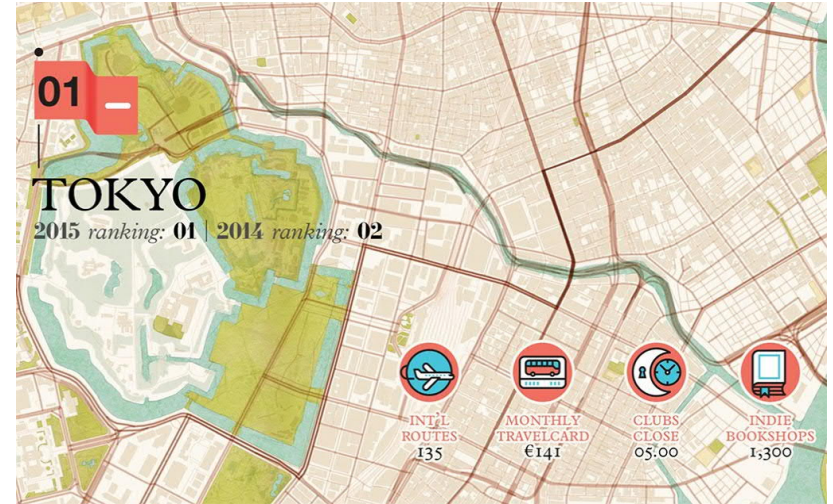 01 –
TOKYO
2015 ranking: 01 | 2014 ranking: 02
INT'L
ROUTES
135
MONTHLY
TRAVELCARD
€141
CLUBS
CLOSE
05.00
INDIE
BOOKSHOPS
1,300